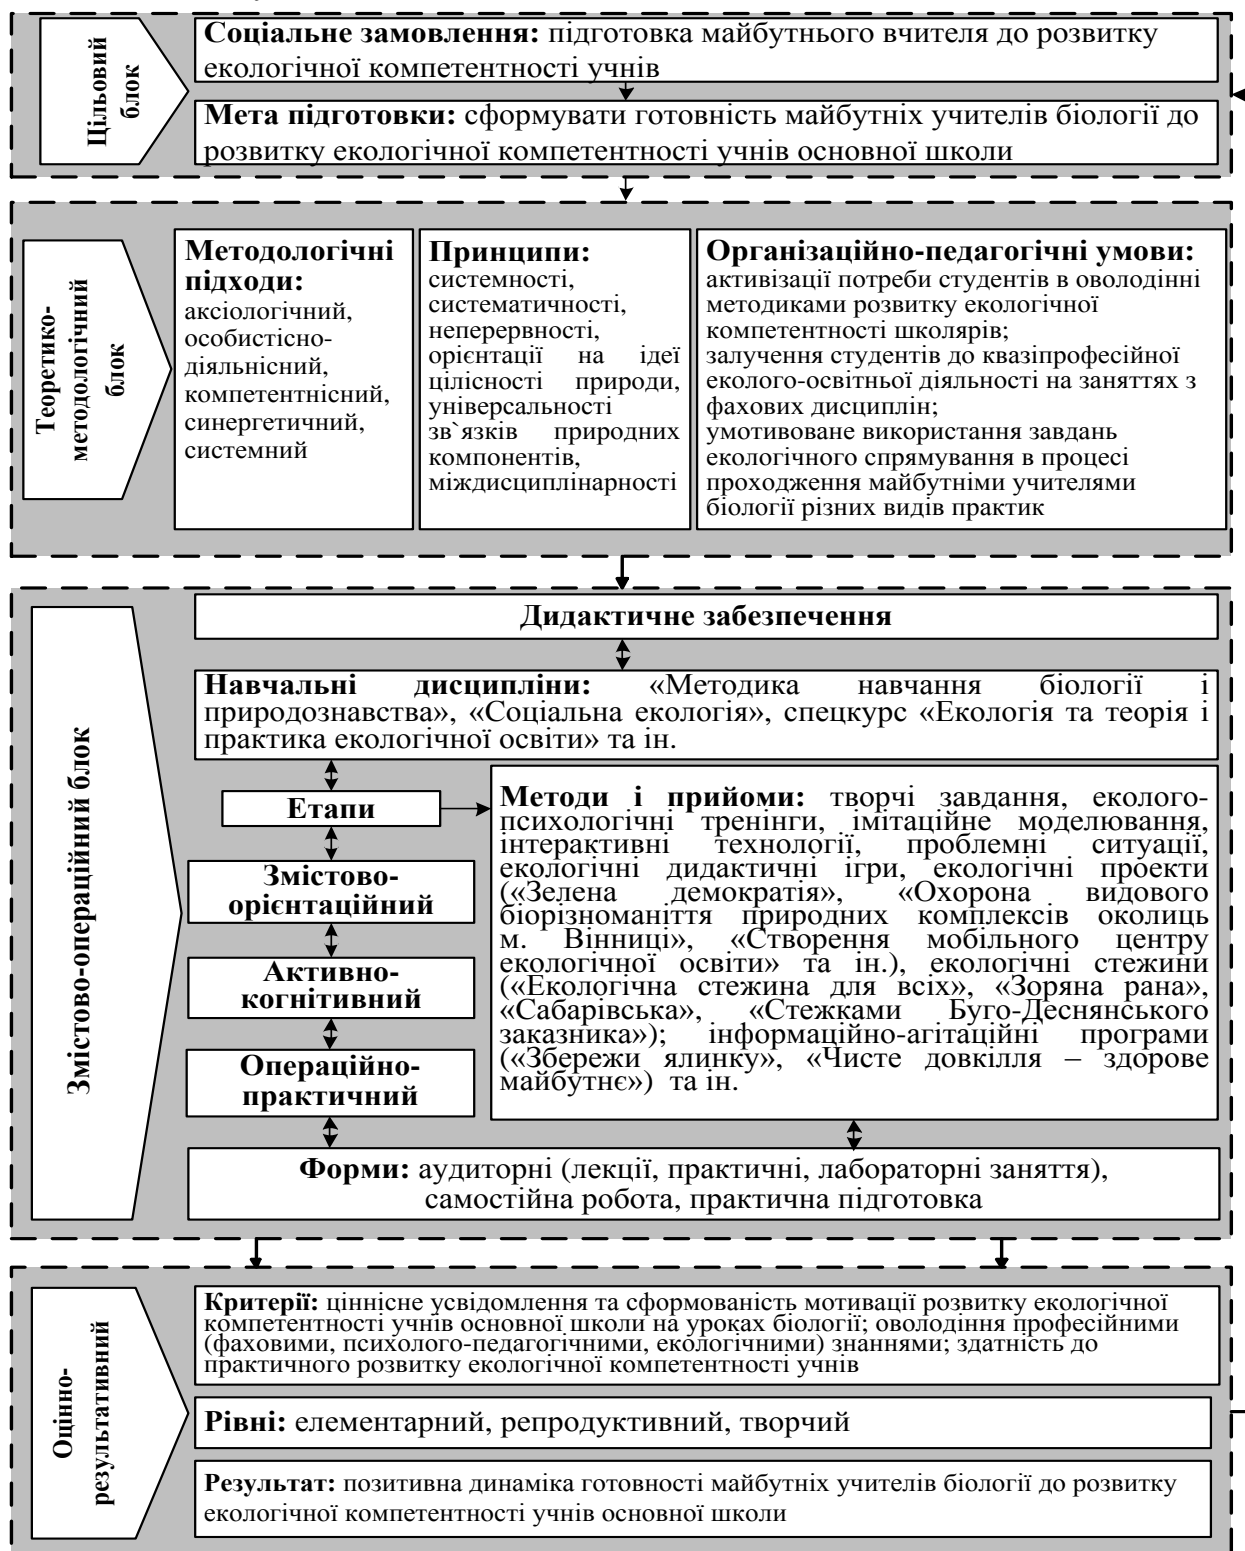 Цільовий
блок
Соціальне замовлення: підготовка майбутнього вчителя до розвитку
екологічної компетентності учнів
Мета підготовки: сформувати готовність майбутніх учителів біології до
розвитку екологічної компетентності учнів основної школи
Теоретико-
методологічний
блок
Методологічні
підходи:
аксіологічний,
особистісно-
діяльнісний,
компетентнісний,
синергетичний,
системний
Принципи:
системності,
систематичності,
неперервності,
орієнтації на ідеї
цілісності природи,
універсальності
зв`язків природних
компонентів,
міждисциплінарності
Організаційно-педагогічні умови:
активізації потреби студентів в оволодінні
методиками розвитку екологічної
компетентності школярів;
залучення студентів до квазіпрофесійної
еколого-освітньої діяльності на заняттях з
фахових дисциплін;
умотивоване використання завдань
екологічного спрямування в процесі
проходження майбутніми учителями
біології різних видів практик
Змістово-операційний блок
Дидактичне забезпечення
Навчальні дисципліни: «Методика навчання біології і
природознавства», «Соціальна екологія», спецкурс «Екологія та теорія і
практика екологічної освіти» та ін.
Етапи
Змістово-
орієнтаційний
Активно-
когнітивний
Операційно-
практичний
Методи і прийоми: творчі завдання, еколого-
психологічні тренінги, імітаційне моделювання,
інтерактивні технології, проблемні ситуації,
екологічні дидактичні ігри, екологічні проекти
(«Зелена демократія», «Охорона видового
біорізноманіття природних комплексів околиць
м. Вінниці», «Створення мобільного центру
екологічної освіти» та ін.), екологічні стежини
(«Екологічна стежина для всіх», «Зоряна рана»,
«Сабарівська», «Стежками Буго-Деснянського
заказника»); інформаційно-агітаційні програми
(«Збережи ялинку», «Чисте довкілля – здорове
майбутнє») та ін.
Форми: аудиторні (лекції, практичні, лабораторні заняття),
самостійна робота, практична підготовка
Оцінно-
результативний
Критерії: ціннісне усвідомлення та сформованість мотивації розвитку екологічної
компетентності учнів основної школи на уроках біології; оволодіння професійними
(фаховими, психолого-педагогічними, екологічними) знаннями; здатність до
практичного розвитку екологічної компетентності учнів
Рівні: елементарний, репродуктивний, творчий
Результат: позитивна динаміка готовності майбутніх учителів біології до розвитку
екологічної компетентності учнів основної школи